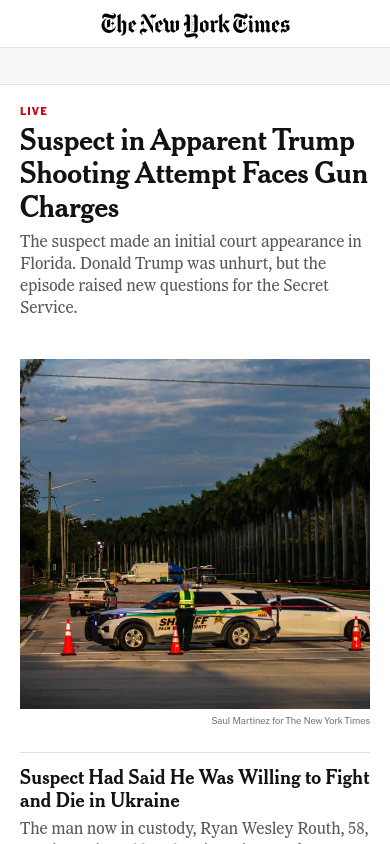 The New York Times
LIVE
Suspect in Apparent Trump
Shooting Attempt Faces Gun
Charges
The suspect made an initial court appearance in
Florida. Donald Trump was unhurt, but the
episode raised new questions for the Secret
Service.
SHERIFF
PALM BEACH COUNTY
Saul Martinez for The New York Times
Suspect Had Said He Was Willing to Fight
and Die in Ukraine
The man now in custody, Ryan Wesley Routh, 58,